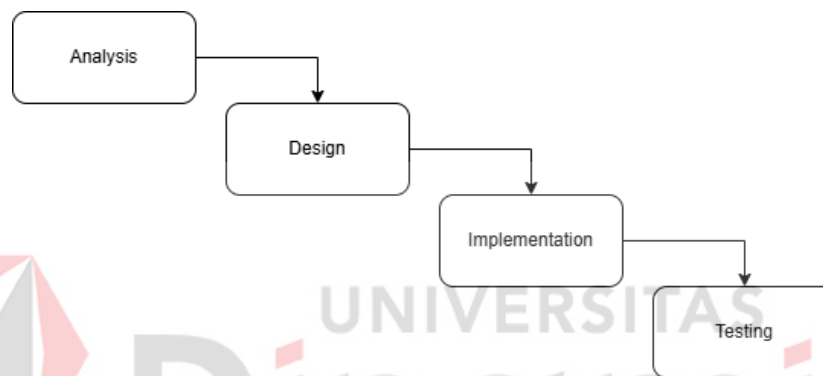 Analysis
Design
Implementation
UNIVERSITAS
Testing